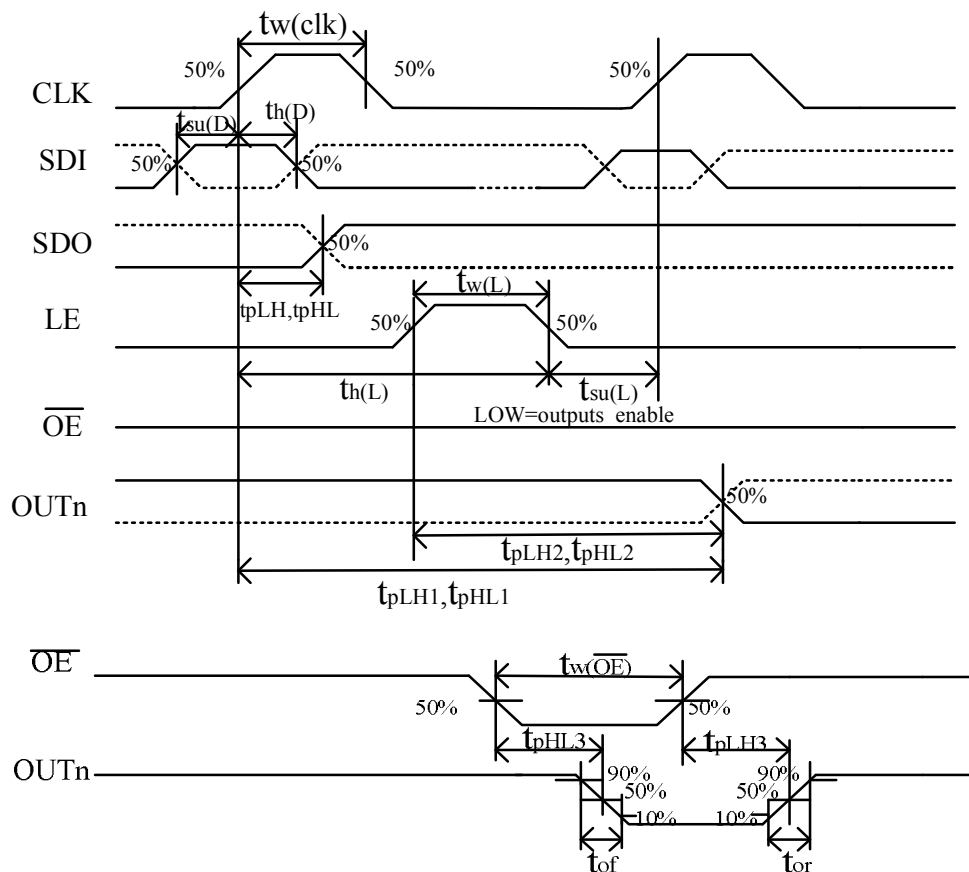 tw(clk)
50% 50% 50%
CLK
tsu(D) th(D)
SDI 50% 50%
SDO 50%
tpLH,tpHL tw(L)
LE 50% 50%
th(L) tsu(L)
LOW=outputs enable
OE
OUTn 50%
tpLH2,tpHL2
tpLH1,tpHL1
OE tw(OE)
50% 50%
tpHL3 tpLH3
OUTn 90% 90%
50% 50%
10% 10%
tof tor